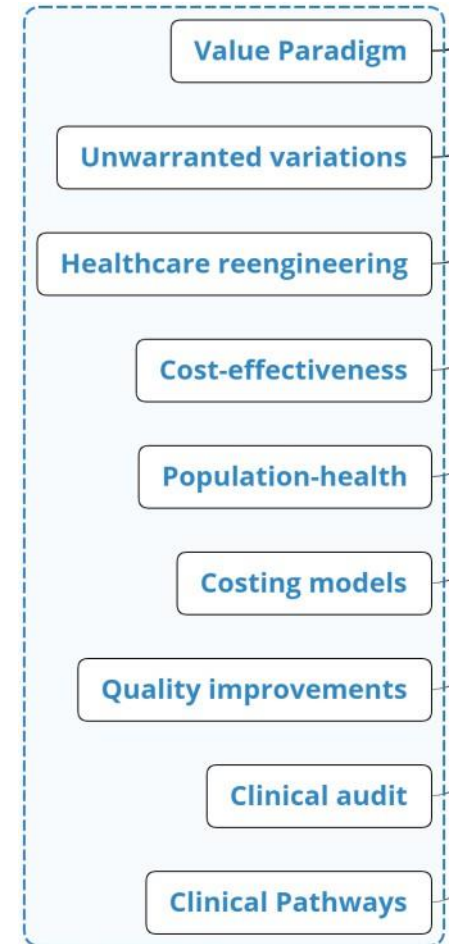 Value Paradigm
Unwarranted variations
Healthcare reengineering
Cost-effectiveness
Population-health
Costing models
Quality improvements
Clinical audit
Clinical Pathways